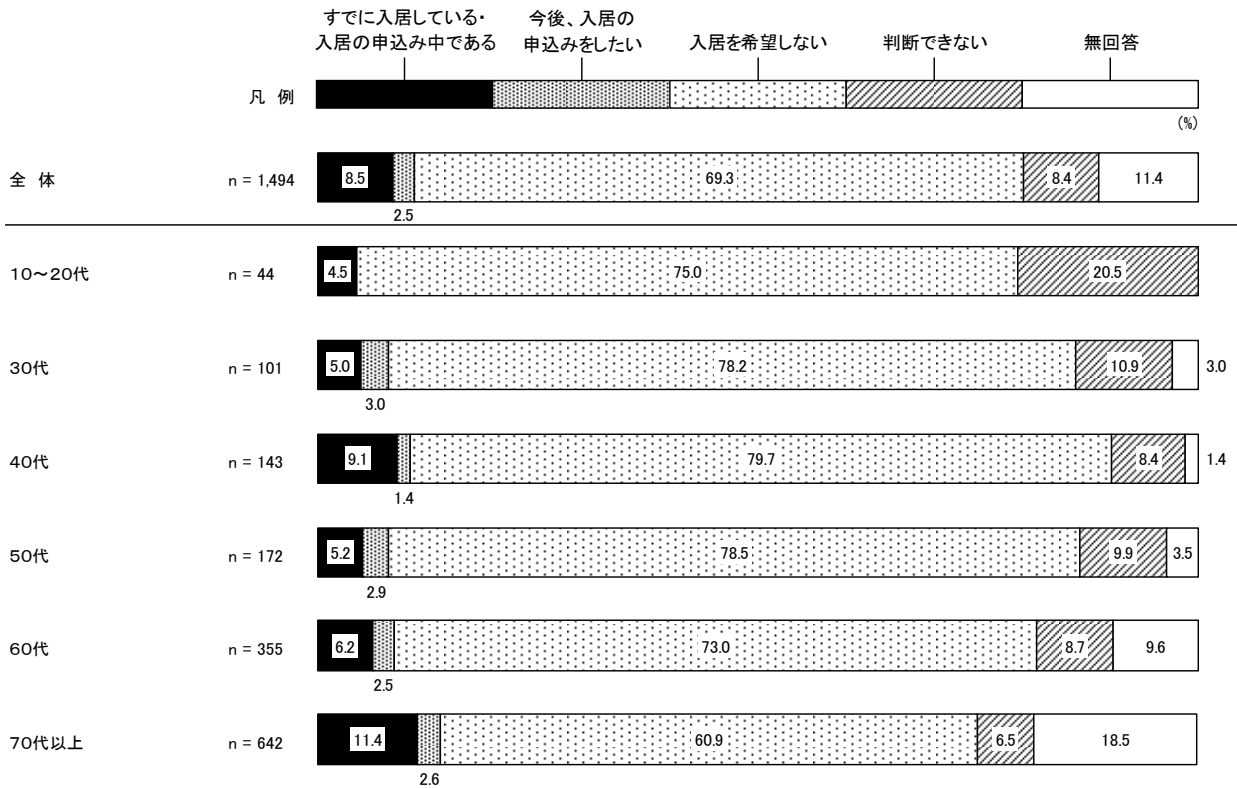 すでに入居している・
入居の申込み中である
今後、入居の
申込みをしたい
入居を希望しない
判断できない
無回答
凡 例
(%)
全 体 n = 1,494 8.5 69.3 8.4 11.4
2.5
10~20代 n = 44 4.5 75.0 20.5
30代 n = 101 5.0 78.2 10.9 3.0
3.0
40代 n = 143 9.1 79.7 8.4 1.4
1.4
50代 n = 172 5.2 78.5 9.9 3.5
2.9
60代 n = 355 6.2 73.0 8.7 9.6
2.5
70代以上 n = 642 11.4 60.9 6.5 18.5
2.6